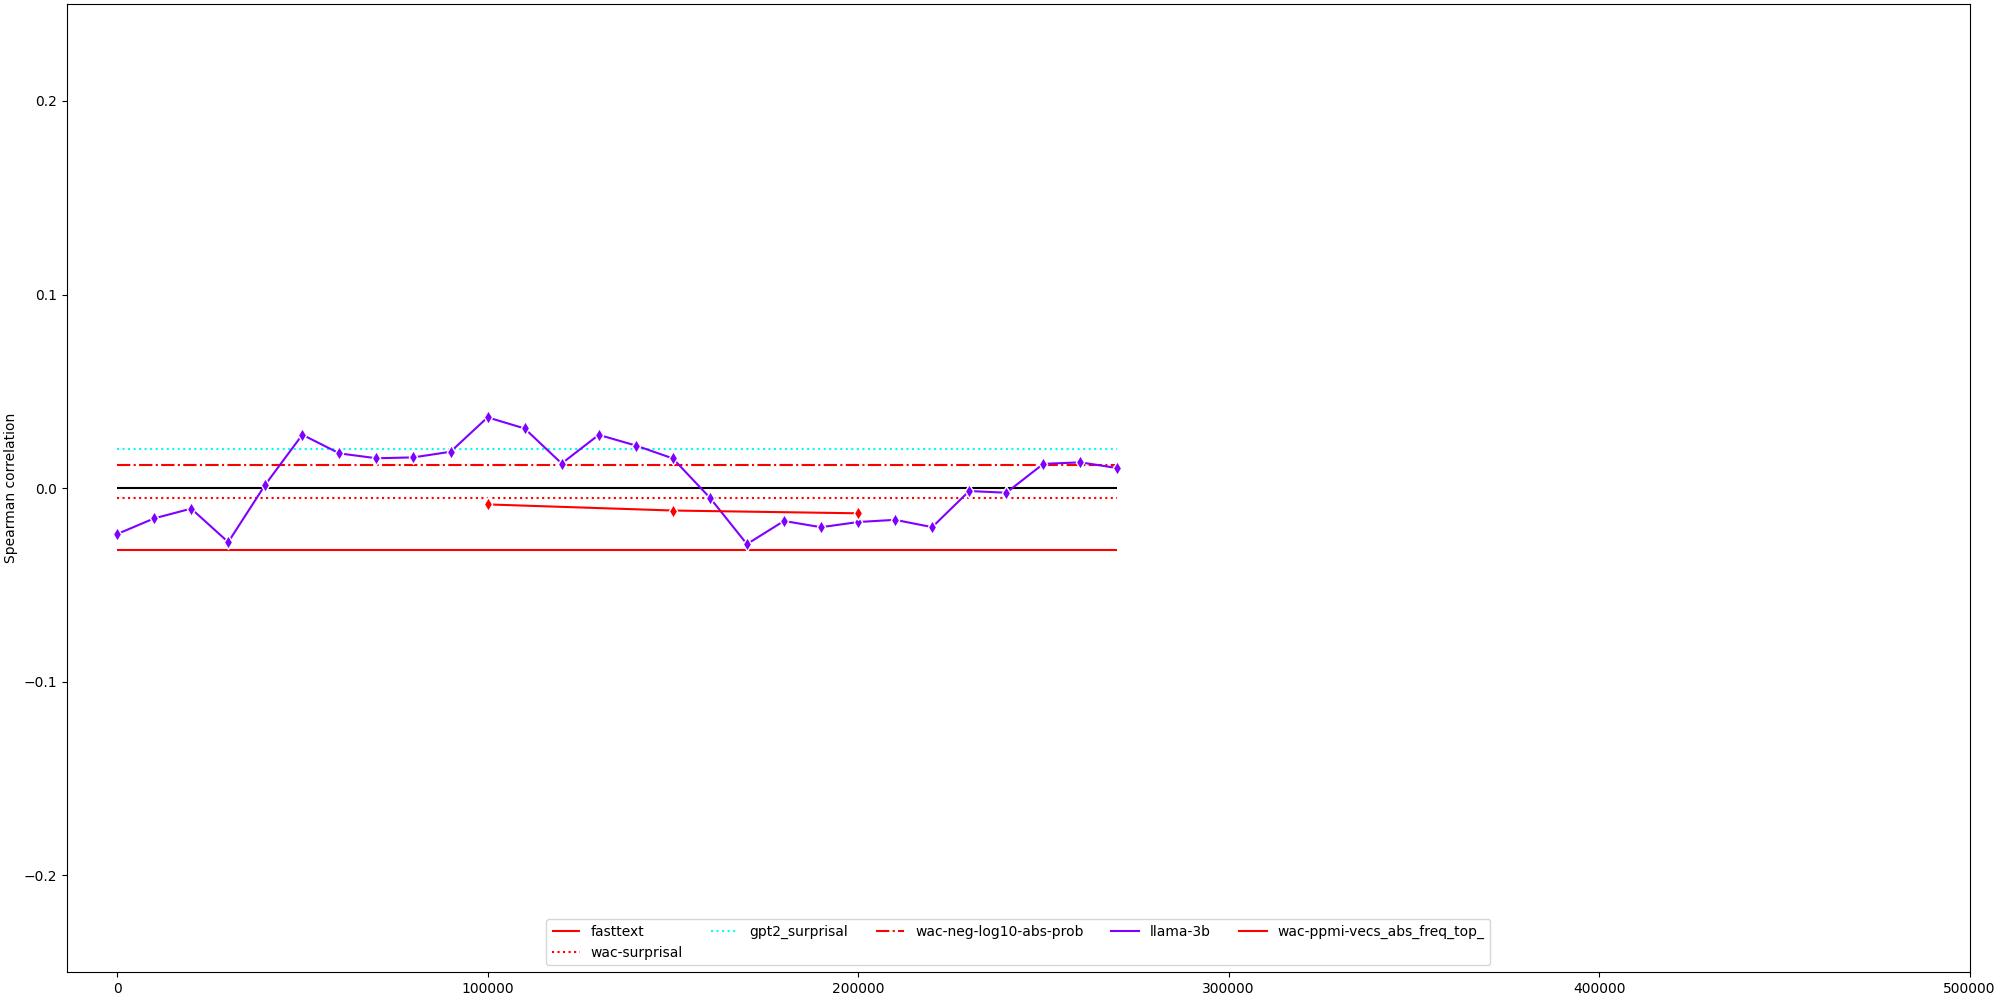 0.2
0.1
0.0
−0.1
−0.2
Spearman correlation
fasttext gpt2_surprisal wac-neg-log10-abs-prob llama-3b wac-ppmi-vecs_abs_freq_top_
wac-surprisal
0 100000 200000 300000 400000 500000